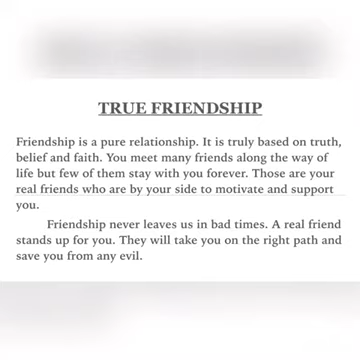 TRUE FRIENDSHIP
Friendship is a pure relationship. It is truly based on truth,
belief and faith. You meet many friends along the way of
life but few of them stay with you forever. Those are your
real friends who are by your side to motivate and support
you.
Friendship never leaves us in bad times. A real friend
stands up for you. They will take you on the right path and
save you from any evil.